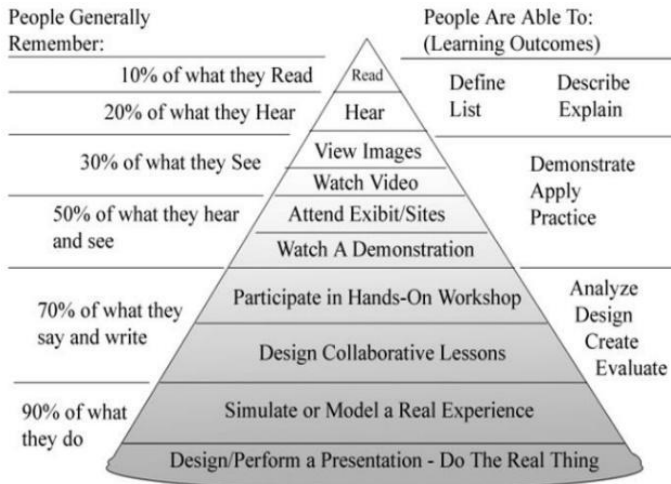 People Generally
Remember:
10% of what they Read
20% of what they Hear
30% of what they See
50% of what they hear
and see
70% of what they
say and write
90% of what
they do
Read
Hear
View Images
Watch Video
Attend Exibit/Sites
Watch A Demonstration
Participate in Hands-On Workshop
Design Collaborative Lessons
Simulate or Model a Real Experience
Design/Perform a Presentation - Do The Real Thing
People Are Able To:
(Learning Outcomes)
Define Describe
List Explain
Demonstrate
Apply
Practice
Analyze
Design
Create
Evaluate